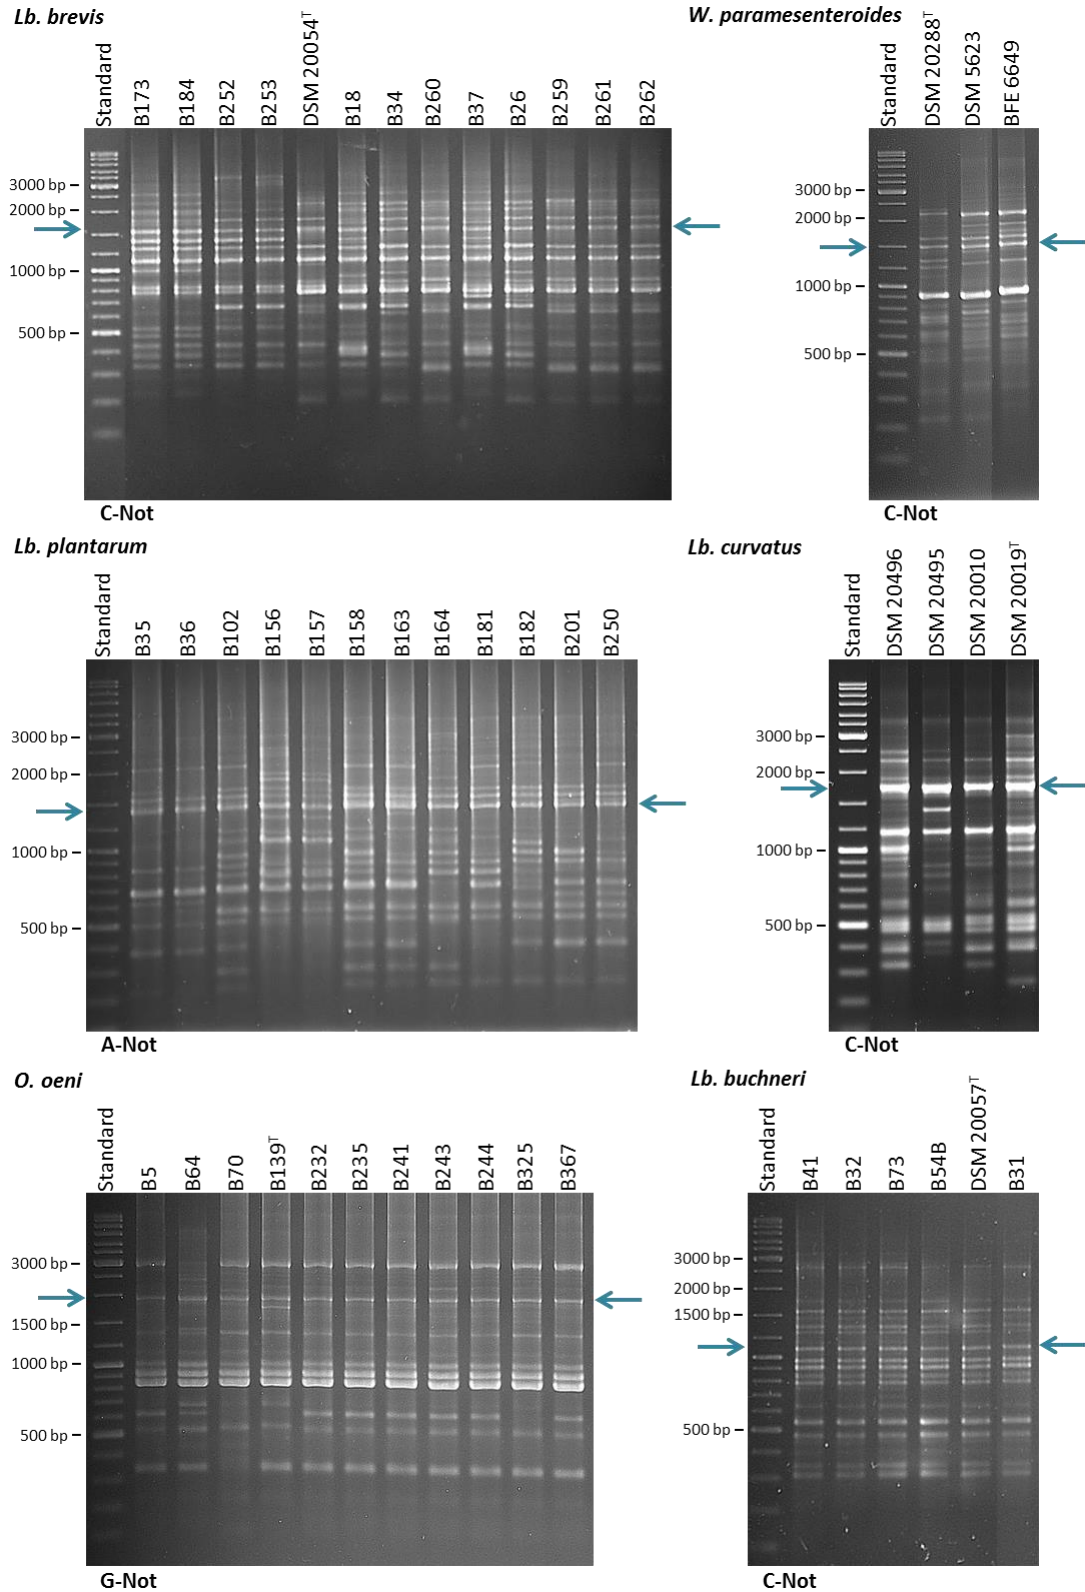 Lb. brevis
Standard
B173
B184
B252
B253
DSM 20054T
B18
B34
B260
B37
B26
B259
B261
B262
3000 bp
2000 bp
1000 bp
500 bp
C-Not
W. paramesenteroides
Standard
DSM 20288T
DSM 5623
BFE 6649
3000 bp
2000 bp
1000 bp
500 bp
C-Not
Lb. plantarum
Standard
B35
B36
B102
B156
B157
B158
B163
B164
B181
B182
B201
B250
3000 bp
2000 bp
1000 bp
500 bp
A-Not
Lb. curvatus
Standard
DSM 20496
DSM 20495
DSM 20010
DSM 20019T
3000 bp
2000 bp
1000 bp
500 bp
C-Not
O. oeni
Standard
B5
B64
B70
B139T
B232
B235
B241
B243
B244
B325
B367
3000 bp
1500 bp
1000 bp
500 bp
G-Not
Lb. buchneri
Standard
B41
B32
B73
B54B
DSM 20057T
B31
3000 bp
2000 bp
1500 bp
500 bp
C-Not